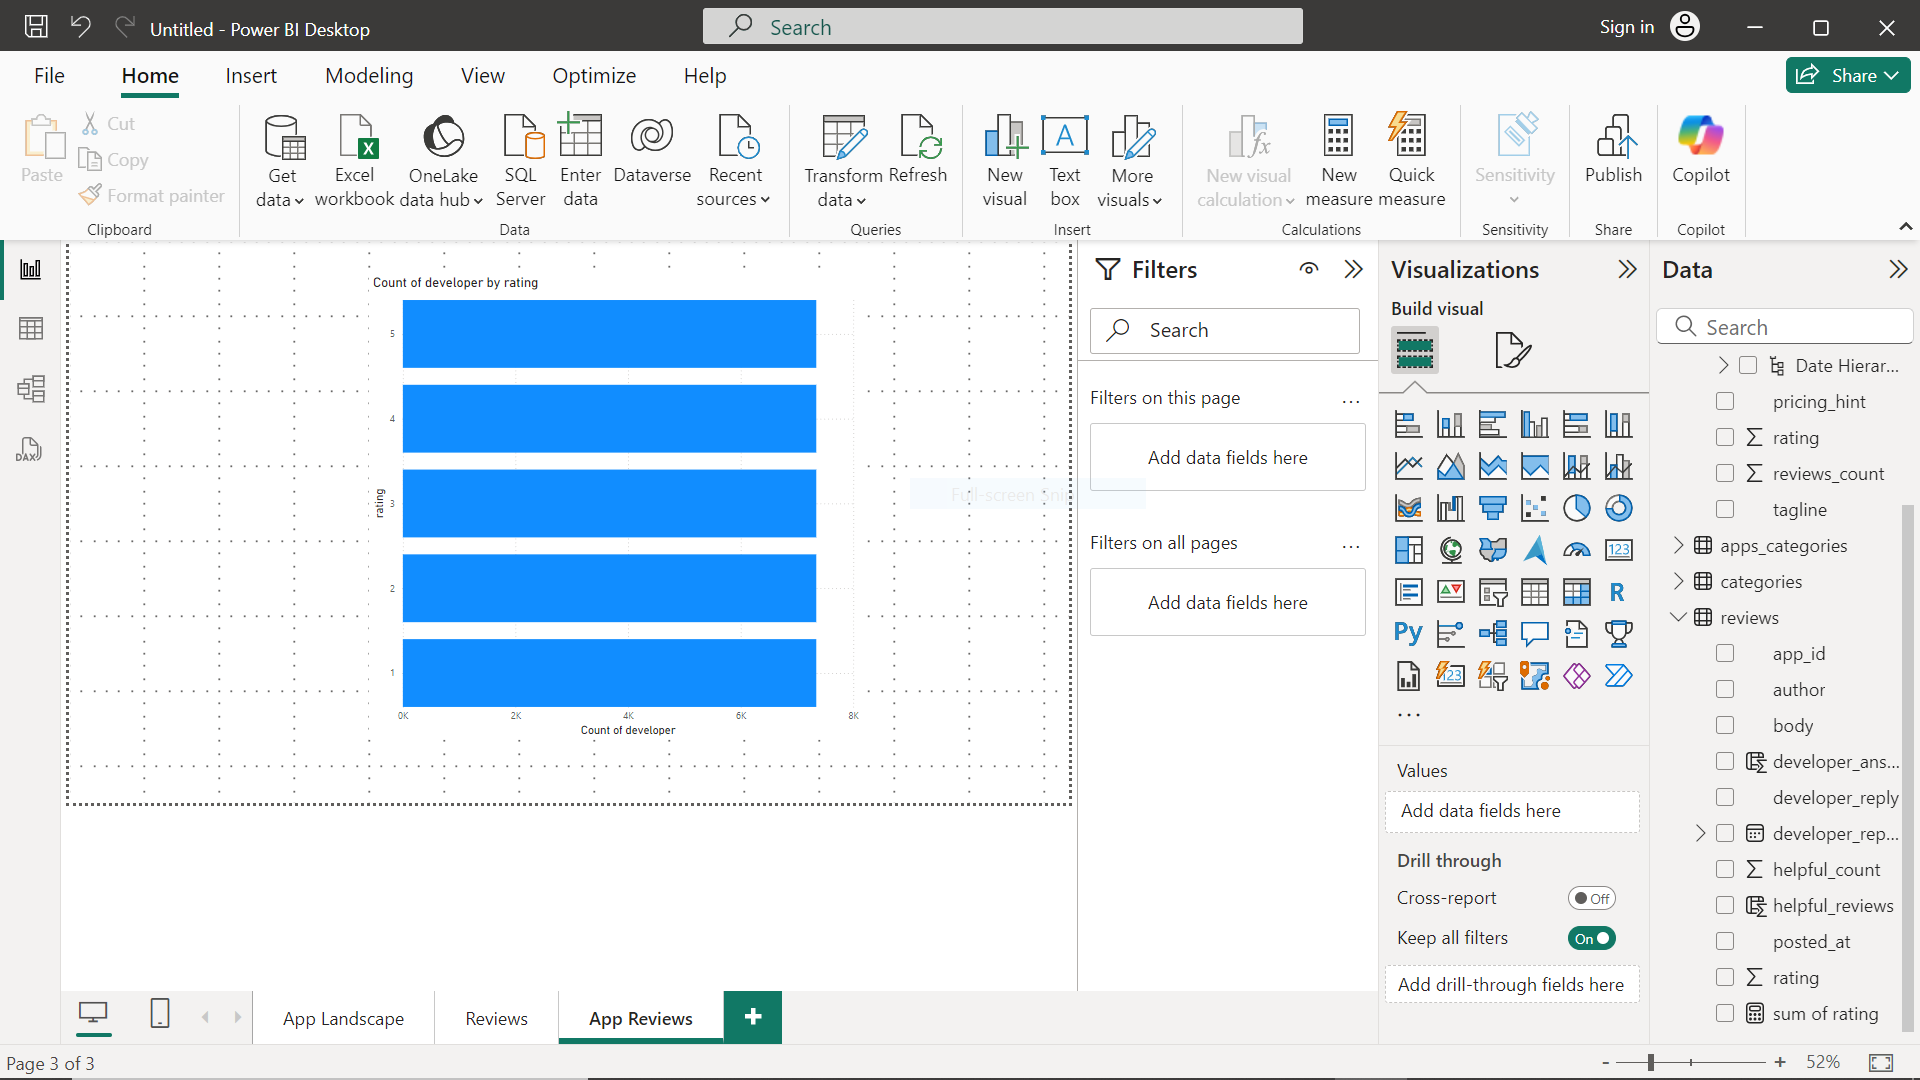 Untitled - Power BI Desktop
Search
Sign in
File
Home
Insert
Modeling
View
Optimize
Help
Share
Paste
Cut
Copy
Format painter
Clipboard
Get data
Excel workbook
OneLake data hub
SQL Server
Enter data
Dataverse
Recent sources
Data
Transform data
Refresh
Queries
New visual
Text box
More visuals
Insert
New visual calculation
New measure
Quick measure
Calculations
Sensitivity
Sensitivity
Publish
Share
Copilot
Copilot
DAX
Count of developer by rating
5
4
3
2
1
rating
0K 2K 4K 6K 8K
Count of developer
Filters
Search
Filters on this page
...
Add data fields here
Full-screen Snip
Filters on all pages
...
Add data fields here
Visualizations
Build visual
123
R
Py
123
...
Values
Add data fields here
Drill through
Cross-report
Off
Keep all filters
On
Add drill-through fields here
Data
Search
Date Hierar...
pricing_hint
rating
reviews_count
tagline
apps_categories
categories
reviews
app_id
author
body
developer_ans...
developer_reply
developer_rep...
helpful_count
helpful_reviews
posted_at
rating
sum of rating
App Landscape
Reviews
App Reviews
+
Page 3 of 3
- + 52%